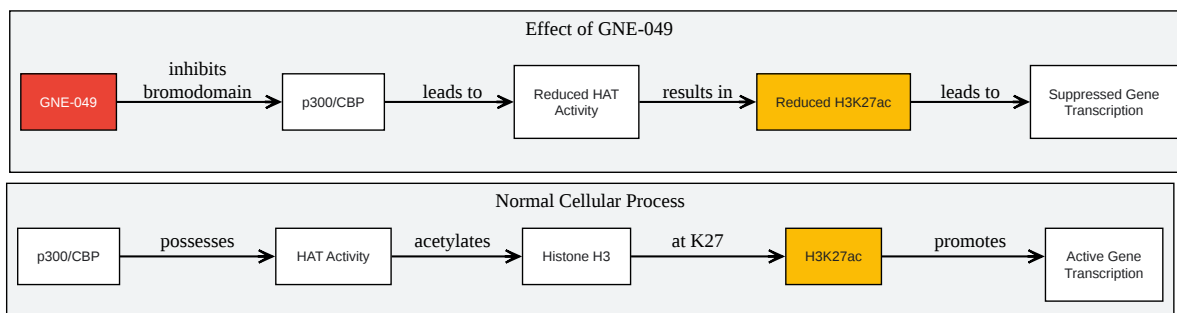 Effect of GNE-049
GNE-049
inhibits
bromodomain
p300/CBP
leads to
Reduced HAT
Activity
results in
Reduced H3K27ac
leads to
Suppressed Gene
Transcription
Normal Cellular Process
p300/CBP
possesses
HAT Activity
acetylates
Histone H3
at K27
H3K27ac
promotes
Active Gene
Transcription